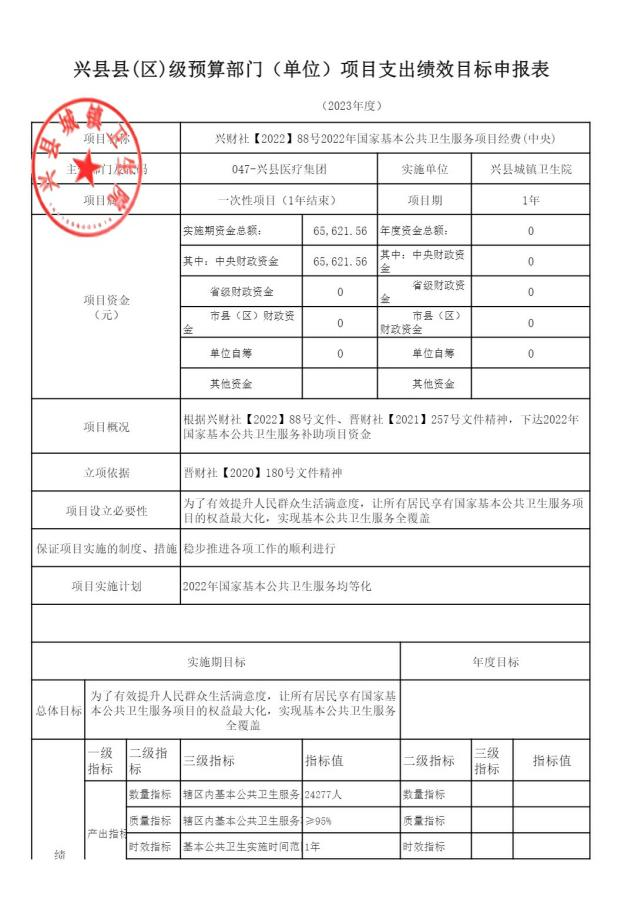 兴县县(区)级预算部门（单位）项目支出绩效目标申报表
（2023年度）
项目名称 兴财社【2022】88号2022年国家基本公共卫生服务项目经费(中央)
047-兴县医疗集团 实施单位 兴县城镇卫生院
一次性项目（1年结束） 项目期 1年
项目资金
（元）
实施期资金总额: 65,621.56 年度资金总额: 0
其中: 中央财政资金 65,621.56 其中: 中央财政资金 0
省级财政资金 0 省级财政资金 0
市县（区）财政资金 0 市县（区）财政资金 0
单位自筹 0 单位自筹 0
其他资金 其他资金
项目概况 根据兴财社【2022】88号文件、晋财社【2021】257号文件精神, 下达2022年
国家基本公共卫生服务补助项目资金
立项依据 晋财社【2020】180号文件精神
项目设立必要性 为了有效提升人民群众生活满意度, 让所有居民享有国家基本公共卫生服务项
目的权益最大化, 实现基本公共卫生服务全覆盖
保证项目实施的制度、措施 稳步推进各项工作的顺利进行
项目实施计划 2022年国家基本公共卫生服务均等化
实施期目标 年度目标
总体目标 为了有效提升人民群众生活满意度, 让所有居民享有国家基
本公共卫生服务项目的权益最大化, 实现基本公共卫生服务
全覆盖
一级指标 二级指标 三级指标 指标值 二级指标 三级指标 指标值
产出指标
数量指标 辖区内基本公共卫生服务 24277人 数量指标
质量指标 辖区内基本公共卫生服务 ≥95% 质量指标
时效指标 基本公共卫生实施时间范 1年 时效指标
绩
兴县城镇卫生院